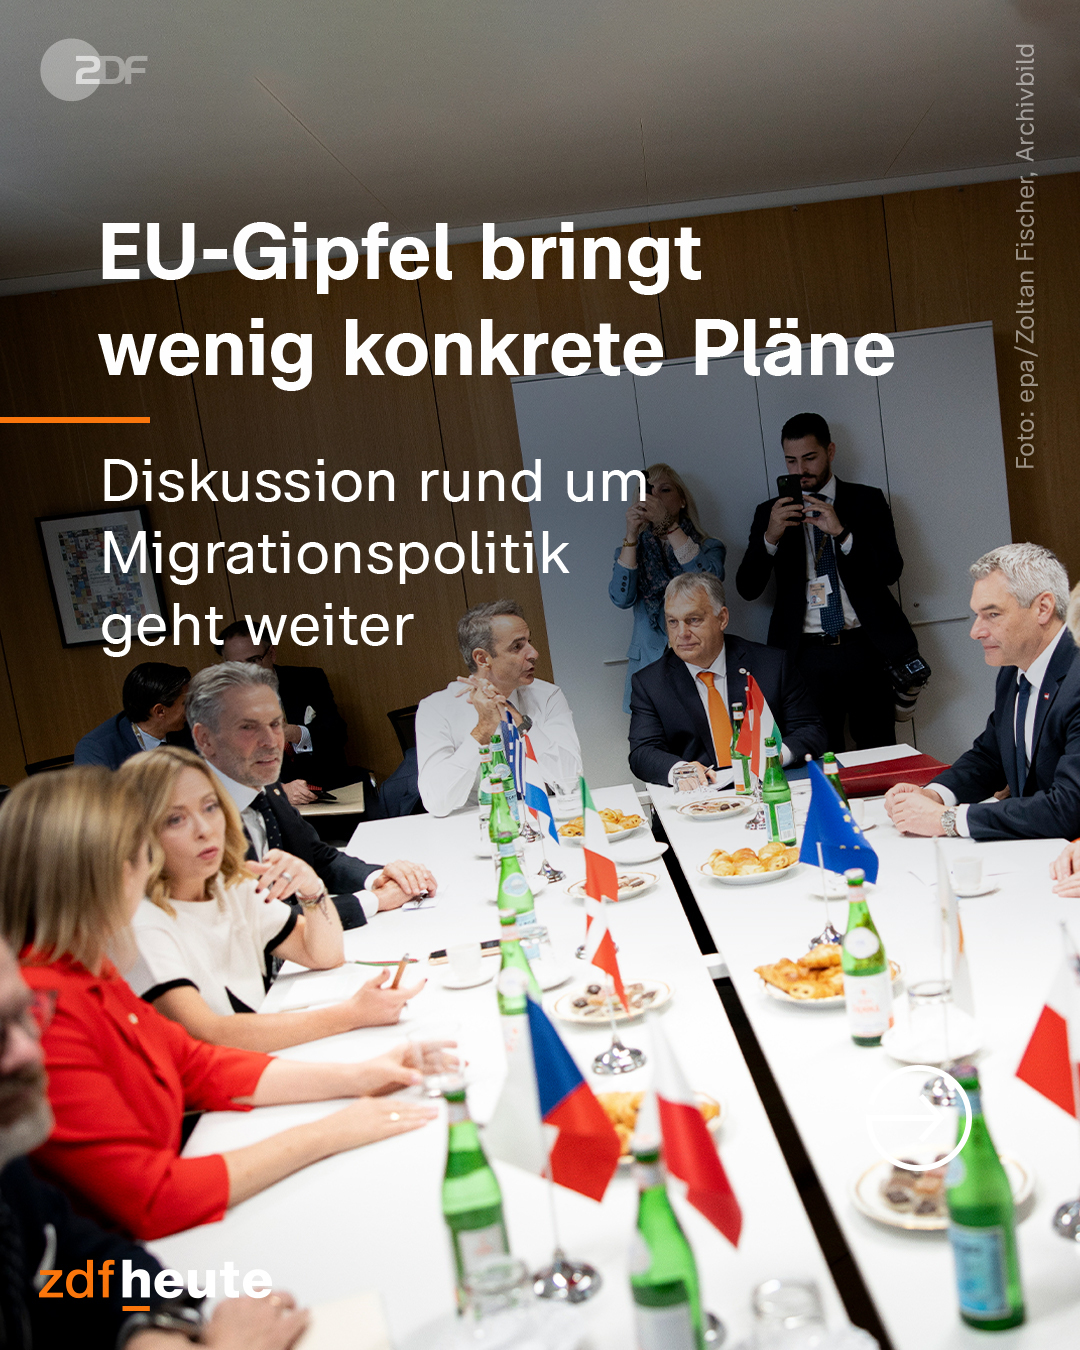 ZDF
Foto: epa/Zoltan Fischer, Archivbild
EU-Gipfel bringt
wenig konkrete Pläne
Diskussion rund um
Migrationspolitik
geht weiter
zdfheute